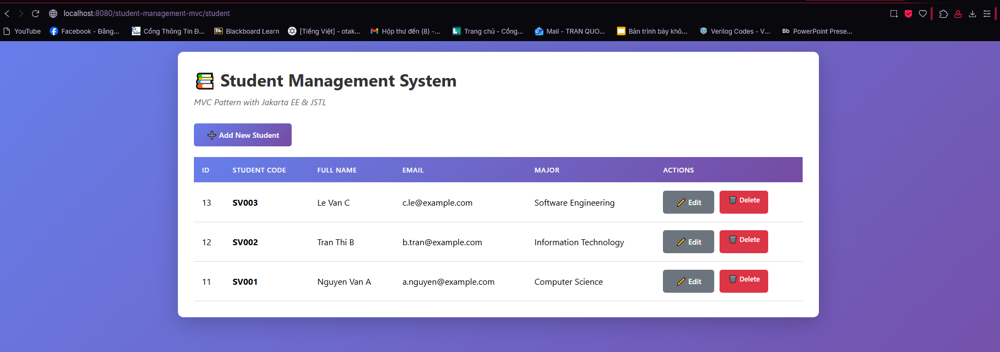 localhost:8080/student-management-mvc/student
YouTube Facebook - Đăng... Cổng Thông Tin Đ... Bb Blackboard Learn [Tiếng Việt] - otak... Hộp thư đến (8) -... Trang chủ - Cổng... Mail - TRAN QUO... Bản trình bày khô... Verilog Codes - V... Bb PowerPoint Prese...
Student Management System
MVC Pattern with Jakarta EE & JSTL
Add New Student
ID STUDENT CODE FULL NAME EMAIL MAJOR ACTIONS
13 SV003 Le Van C c.le@example.com Software Engineering Edit Delete
12 SV002 Tran Thi B b.tran@example.com Information Technology Edit Delete
11 SV001 Nguyen Van A a.nguyen@example.com Computer Science Edit Delete